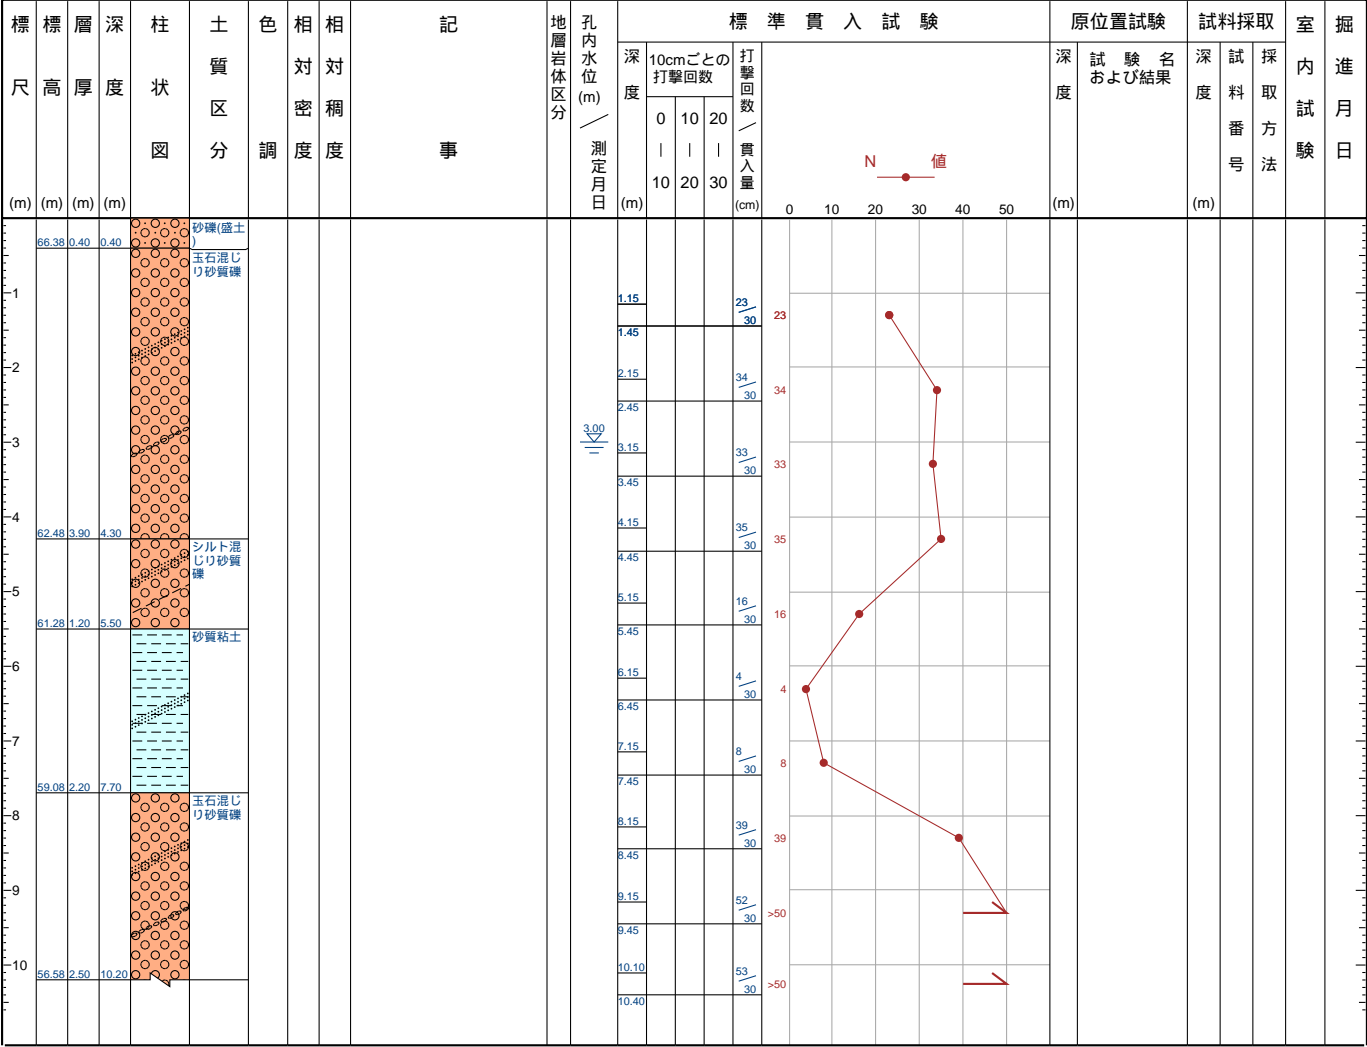 標尺(m)
標高(m)
層厚(m)
深度(m)
柱状図
土質区分
色調
相対密度
相対稠度
記事
地層岩体区分
孔内水位(m)／測定月日
標準貫入試験
深度(m)
10cmごとの
打撃回数
0
|
10
10
|
20
20
|
30
打撃回数／貫入量(cm)
N 値
0 10 20 30 40 50
原位置試験
深度(m)
試験名
および結果
試料採取
深度(m)
試料番号
採取方法
室内試験
掘進月日
66.38 0.40 0.40
砂礫(盛土
)
玉石混じ
り砂質礫
1
1.15
23
30
23
1.45
2
2.15
34
30
34
2.45
3.00
3
3.15
33
30
33
3.45
4
4.15
35
30
35
62.48 3.90 4.30
シルト混
じり砂質
礫
4.45
5
5.15
16
30
16
61.28 1.20 5.50
5.45
砂質粘土
6
6.15
4
30
4
6.45
7
7.15
8
30
8
7.45
59.08 2.20 7.70
玉石混じ
り砂質礫
8
8.15
39
30
39
8.45
9
9.15
52
30
>50
9.45
10
56.58 2.50 10.20
10.10
53
30
>50
10.40